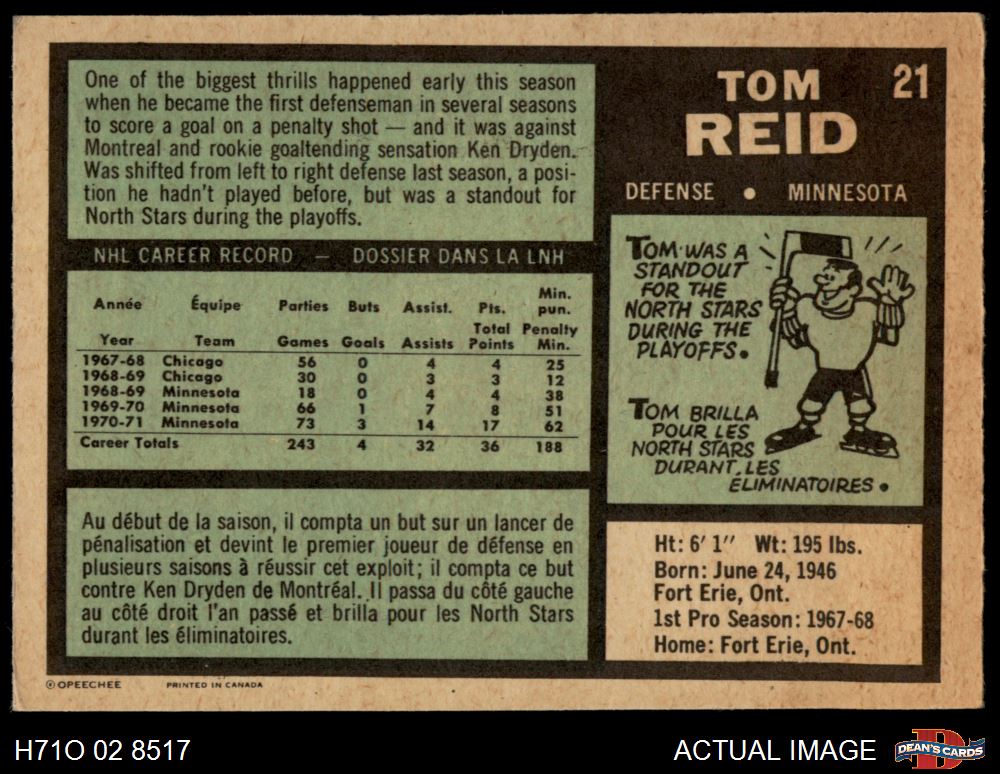 One of the biggest thrills happened early this season
when he became the first defenseman in several seasons
to score a goal on a penalty shot — and it was against
Montreal and rookie goaltending sensation Ken Dryden.
Was shifted from left to right defense last season, a posi-
tion he hadn't played before, but was a standout for
North Stars during the playoffs.
TOM 21
REID
DEFENSE • MINNESOTA
NHL CAREER RECORD — DOSSIER DANS LA LNH
Année Équipe Parties Buts Assist. Pts. Min. pun.
Year Team Games Goals Assists Total Points Penalty Min.
1967-68 Chicago 56 0 4 4 25
1968-69 Chicago 30 0 3 3 12
1968-69 Minnesota 18 0 4 4 38
1969-70 Minnesota 66 1 7 8 51
1970-71 Minnesota 73 3 14 17 62
Career Totals 243 4 32 36 188
TOM WAS A
STANDOUT
FOR THE
NORTH STARS
DURING THE
PLAYOFFS.
TOM BRILLA
POUR LES
NORTH STARS
DURANT LES
ÉLIMINATOIRES.
Au début de la saison, il compta un but sur un lancer de
pénalisation et devint le premier joueur de défense en
plusieurs saisons à réussir cet exploit; il compta ce but
contre Ken Dryden de Montréal. Il passa du côté gauche
au côté droit l'an passé et brilla pour les North Stars
durant les éliminatoires.
Ht: 6' 1" Wt: 195 lbs.
Born: June 24, 1946
Fort Erie, Ont.
1st Pro Season: 1967-68
Home: Fort Erie, Ont.
© OPEECHEE PRINTED IN CANADA
H71O 02 8517 ACTUAL IMAGE DEAN'S CARDS